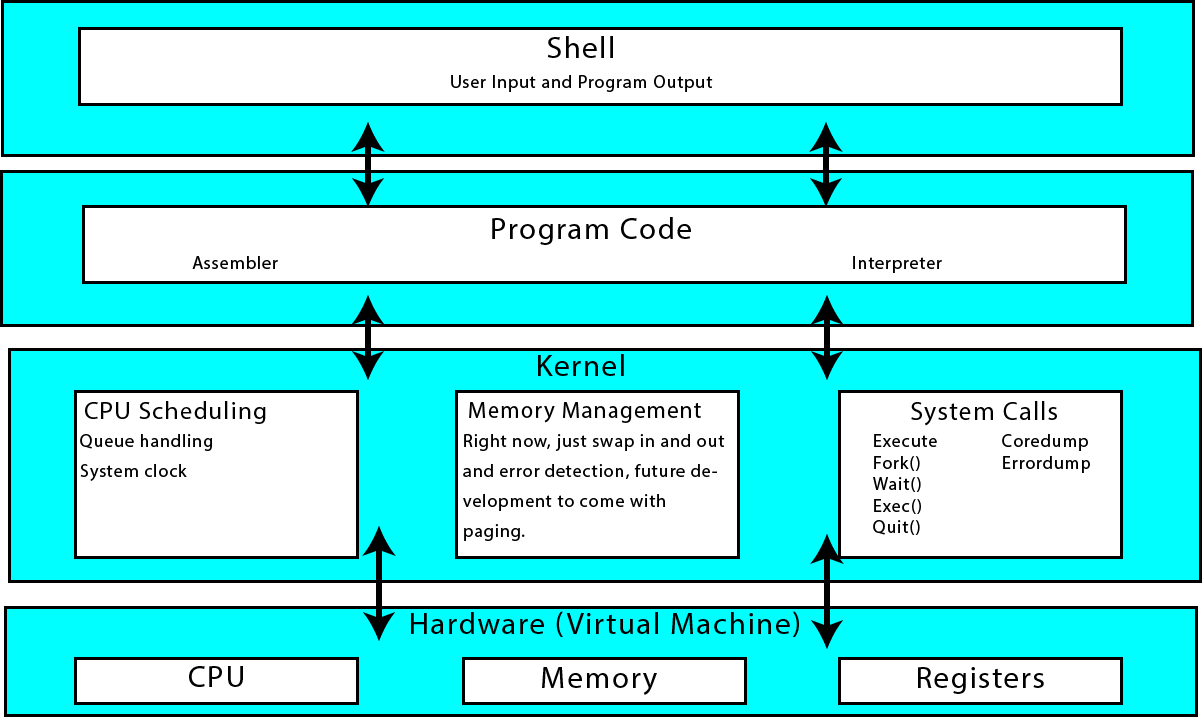 Shell
User Input and Program Output
Program Code
Assembler
Interpreter
Kernel
CPU Scheduling
Queue handling
System clock
Memory Management
Right now, just swap in and out
and error detection, future de-
velopment to come with
paging.
System Calls
Execute Coredump
Fork() Errordump
Wait()
Exec()
Quit()
Hardware (Virtual Machine)
CPU
Memory
Registers